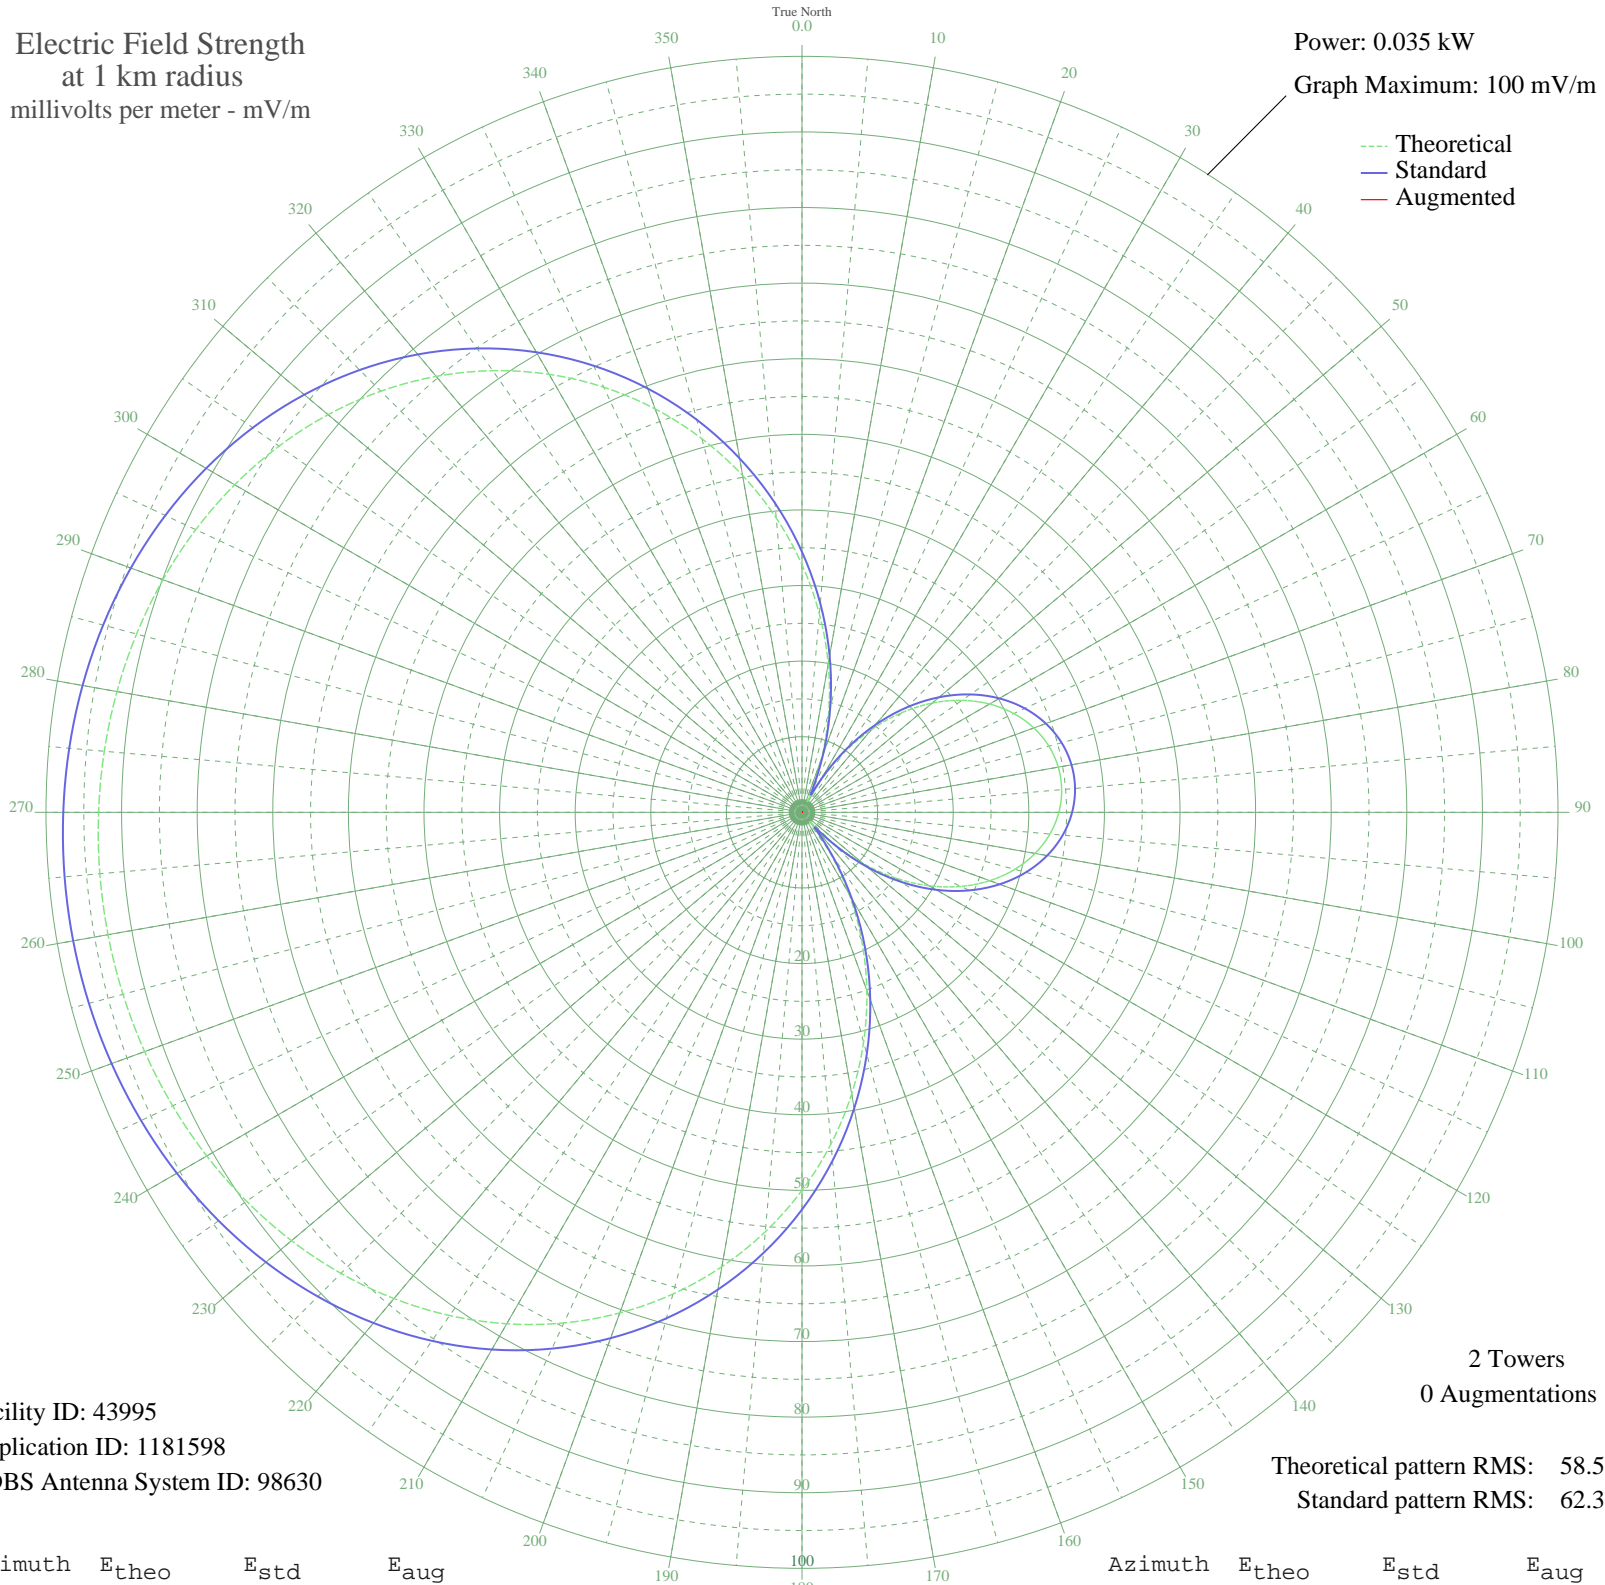 True North
Electric Field Strength
at 1 km radius
millivolts per meter - mV/m
Power: 0.035 kW
Graph Maximum: 100 mV/m
Theoretical
Standard
Augmented
0.0
10
20
30
40
50
60
70
80
90
100
110
120
130
140
150
160
170
190
200
210
220
230
240
250
260
270
280
290
300
310
320
330
340
350
20
30
40
50
60
70
80
90
100
2 Towers
0 Augmentations
cility ID: 43995
plication ID: 1181598
DBS Antenna System ID: 98630
Theoretical pattern RMS: 58.5
Standard pattern RMS: 62.3
imuth Etheo Estd Eaug
Azimuth Etheo Estd Eaug